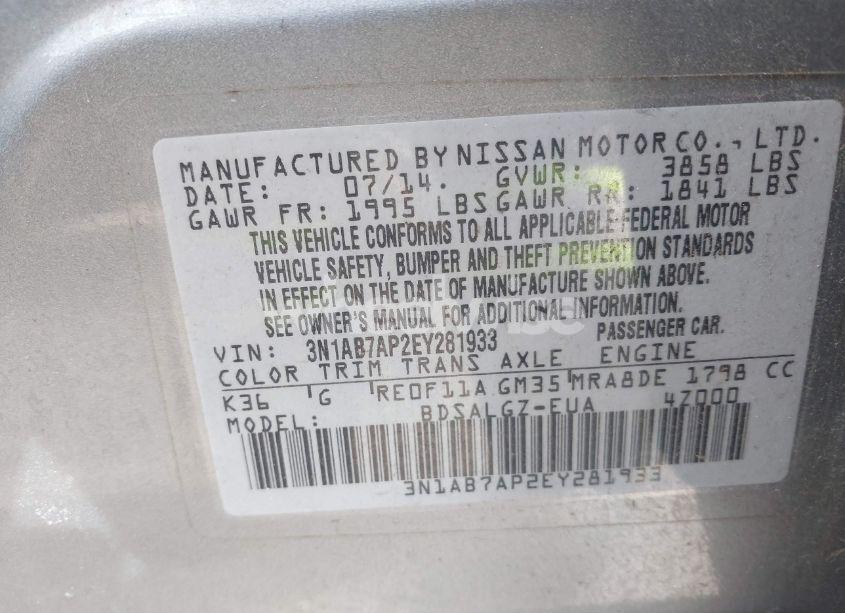 MANUFACTURED BY NISSAN MOTOR CO., LTD.
DATE: 07/14. GVWR: 3858 LBS
GAWR FR: 1995 LBS GAWR RR: 1841 LBS
THIS VEHICLE CONFORMS TO ALL APPLICABLE FEDERAL MOTOR
VEHICLE SAFETY, BUMPER AND THEFT PREVENTION STANDARDS
IN EFFECT ON THE DATE OF MANUFACTURE SHOWN ABOVE.
SEE OWNER'S MANUAL FOR ADDITIONAL INFORMATION.
VIN: 3N1AB7AP2EY281933 PASSENGER CAR.
COLOR TRIM TRANS AXLE ENGINE
K36 G RE0F11A GM35 MRA8DE 1798 CC
MODEL: BDSALGZ-EUA 4Z000
3N1AB7AP2EY281933